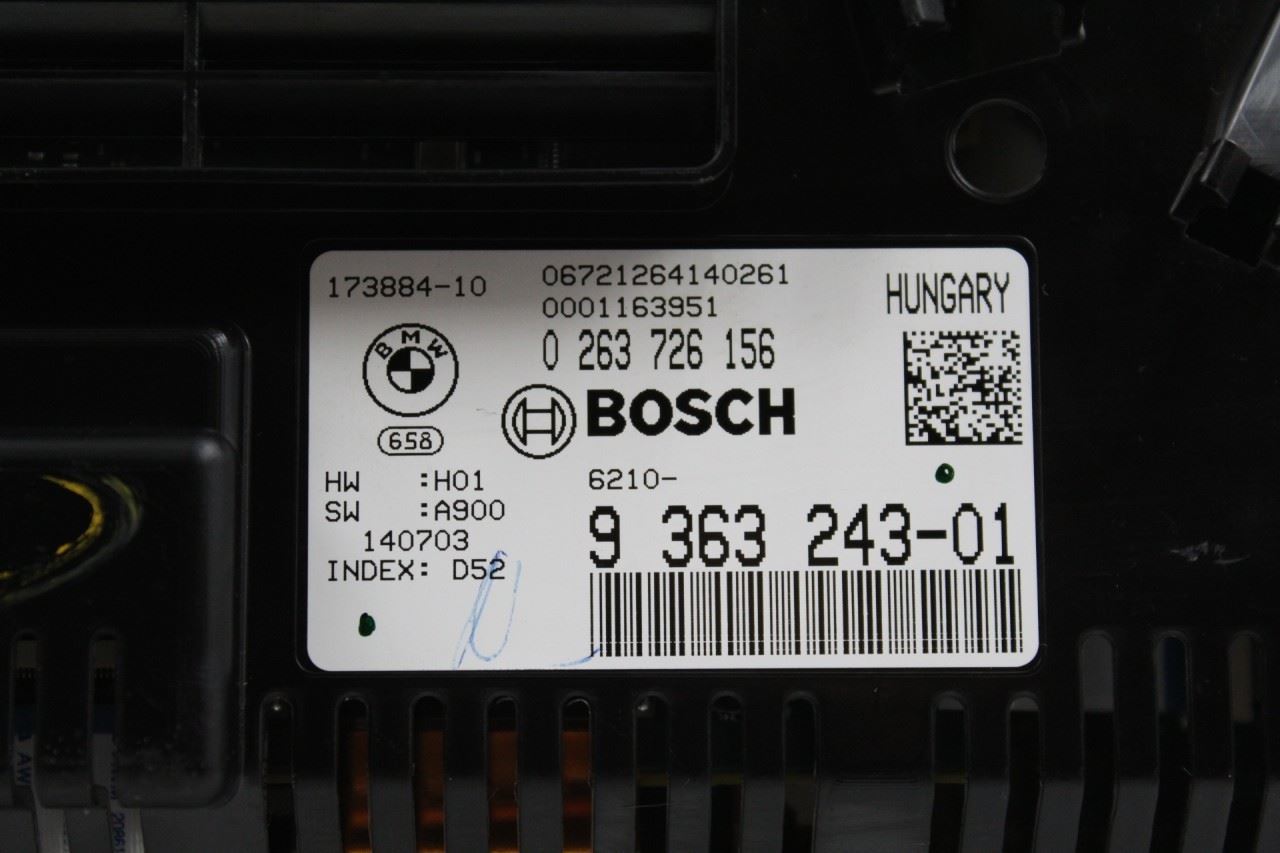 173884-10
06721264140261
0001163951
0 263 726 156
HUNGARY
BMW
658
BOSCH
HW :H01
SW :A900
140703
INDEX: D52
6210-
9 363 243-01
AW